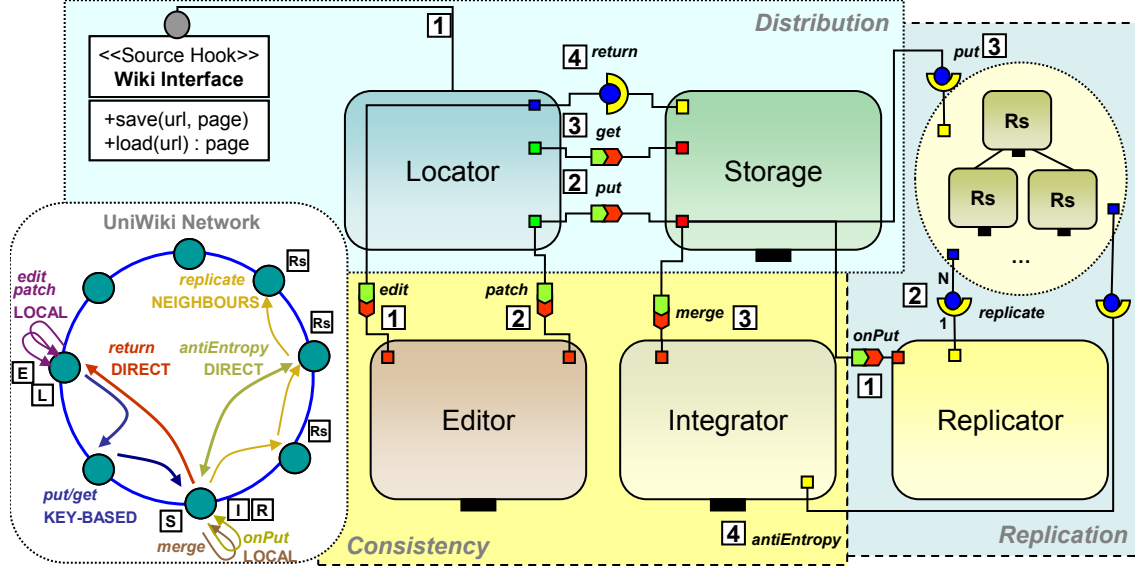 1
Distribution
<<Source Hook>>
Wiki Interface
+save(url, page)
+load(url) : page
4 return
3 get
2 put
Locator
Storage
put 3
Rs
Rs
Rs
...
N
2
1
replicate
edit
1
patch
2
merge
3
onPut
1
Editor
Integrator
Replicator
4 antiEntropy
Consistency
Replication
UniWiki Network
Rs
edit
patch
LOCAL
replicate
NEIGHBOURS
Rs
return
DIRECT
antiEntropy
DIRECT
E
L
Rs
put/get
KEY-BASED
S
I
R
merge
onPut
LOCAL